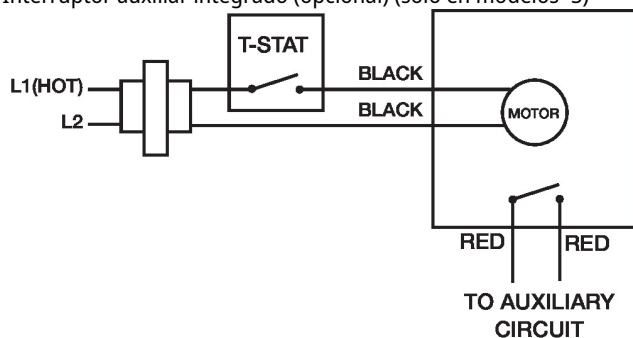 Interruptor auxiliar integrado (opcional) (sólo en modelos -S)
T-STAT
BLACK
L1(HOT)
BLACK
MOTOR
L2
RED
RED
TO AUXILIARY
CIRCUIT